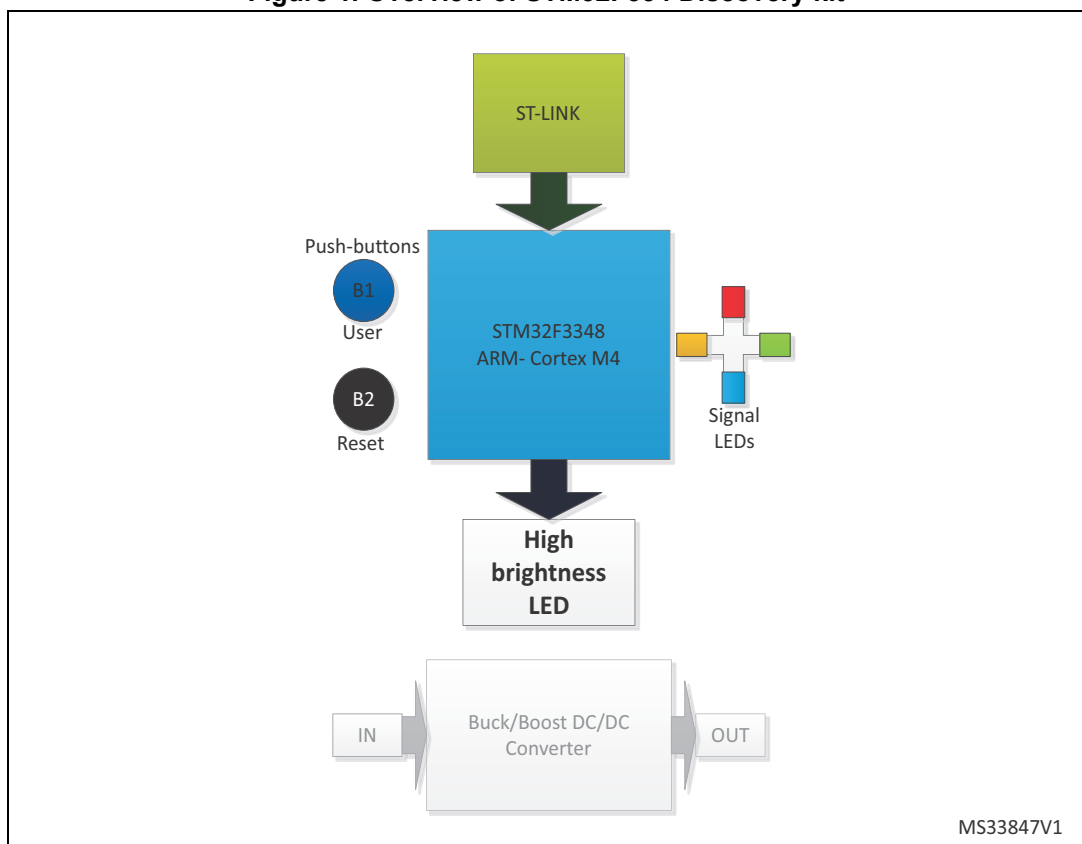 ST-LINK
Push-buttons
B1
User
STM32F3348
ARM- Cortex M4
B2
Reset
Signal
LEDs
High
brightness
LED
IN
Buck/Boost DC/DC
Converter
OUT
MS33847V1